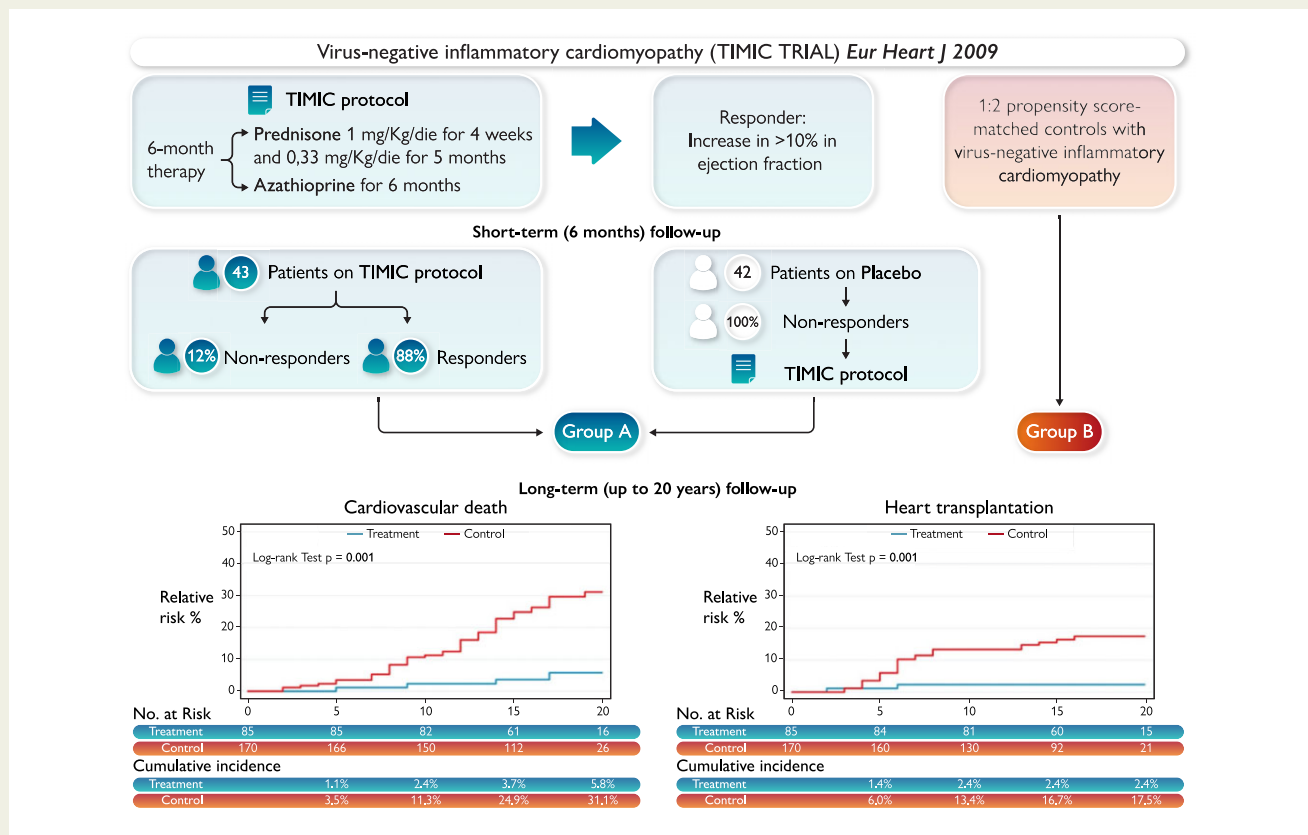 Virus-negative inflammatory cardiomyopathy (TIMIC TRIAL) Eur Heart J 2009
TIMIC protocol
6-month
therapy
Prednisone 1 mg/Kg/die for 4 weeks
and 0,33 mg/Kg/die for 5 months
Azathioprine for 6 months
Responder:
Increase in >10% in
ejection fraction
1:2 propensity score-
matched controls with
virus-negative inflammatory
cardiomyopathy
Short-term (6 months) follow-up
43 Patients on TIMIC protocol
12% Non-responders
88% Responders
42 Patients on Placebo
100% Non-responders
TIMIC protocol
Group A
Group B
Long-term (up to 20 years) follow-up
Cardiovascular death
50
40
30
20
10
0
Relative
risk %
Treatment Control
Log-rank Test p = 0.001
0 5 10 15 20
No. at Risk
Treatment 85 85 82 61 16
Control 170 166 150 112 26
Cumulative incidence
Treatment 1.1% 2.4% 3.7% 5.8%
Control 3,5% 11,3% 24,9% 31,1%
Heart transplantation
50
40
30
20
10
0
Relative
risk %
Treatment Control
Log-rank Test p = 0.001
0 5 10 15 20
No. at Risk
Treatment 85 84 81 60 15
Control 170 160 130 92 21
Cumulative incidence
Treatment 1.4% 2.4% 2.4% 2.4%
Control 6,0% 13,4% 16,7% 17,5%